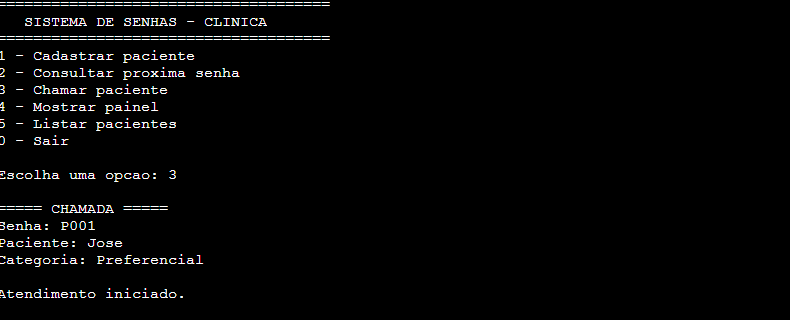 =====================================
SISTEMA DE SENHAS - CLINICA
=====================================
1 - Cadastrar paciente
2 - Consultar proxima senha
3 - Chamar paciente
4 - Mostrar painel
5 - Listar pacientes
0 - Sair
Escolha uma opcao: 3
===== CHAMADA =====
Senha: P001
Paciente: Jose
Categoria: Preferencial
Atendimento iniciado.